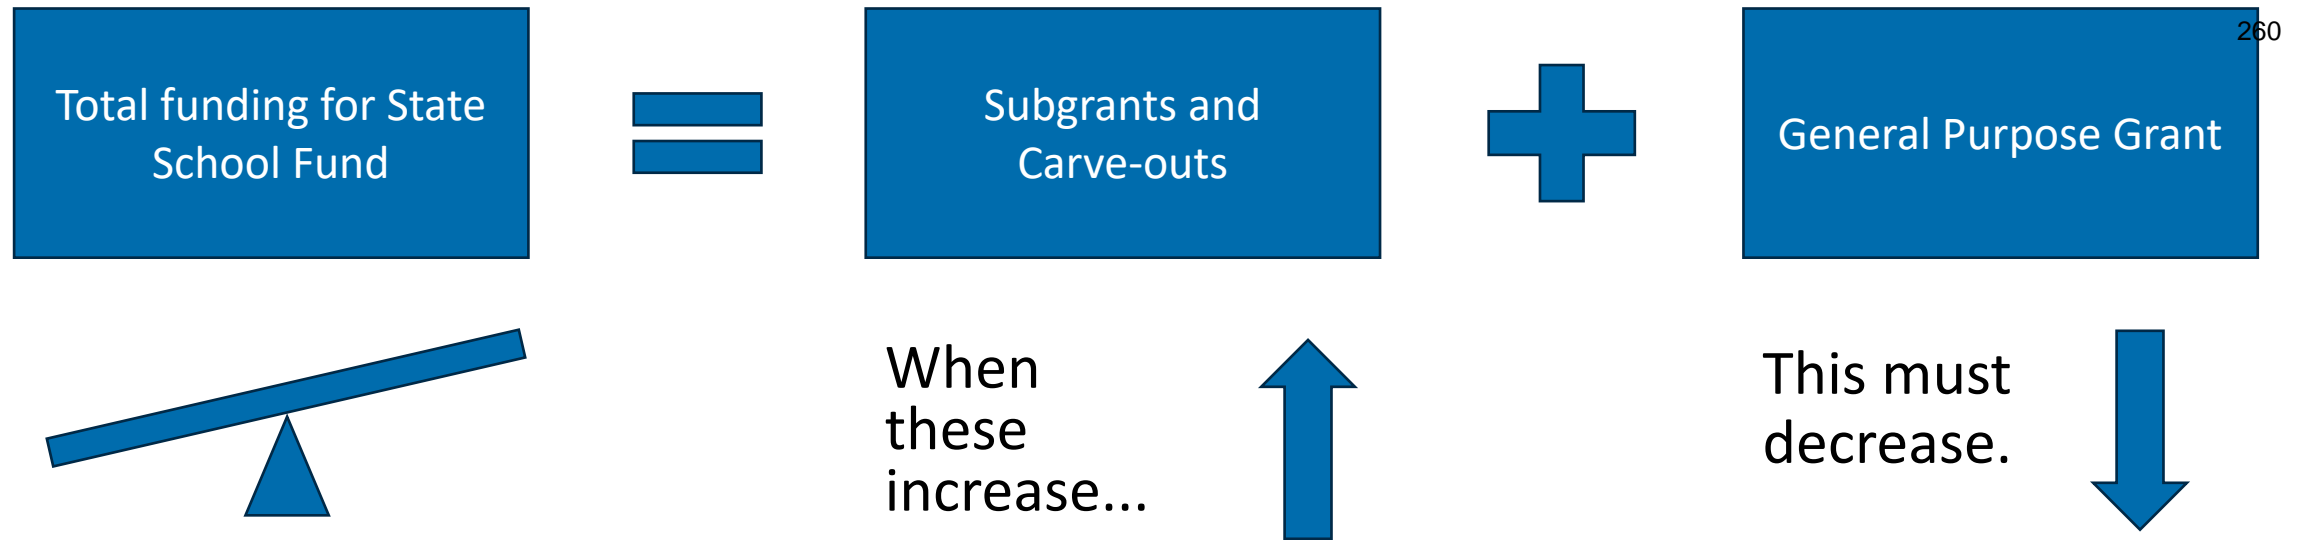 260
Total funding for State
School Fund
Subgrants and
Carve-outs
General Purpose Grant
When
these
increase...
This must
decrease.